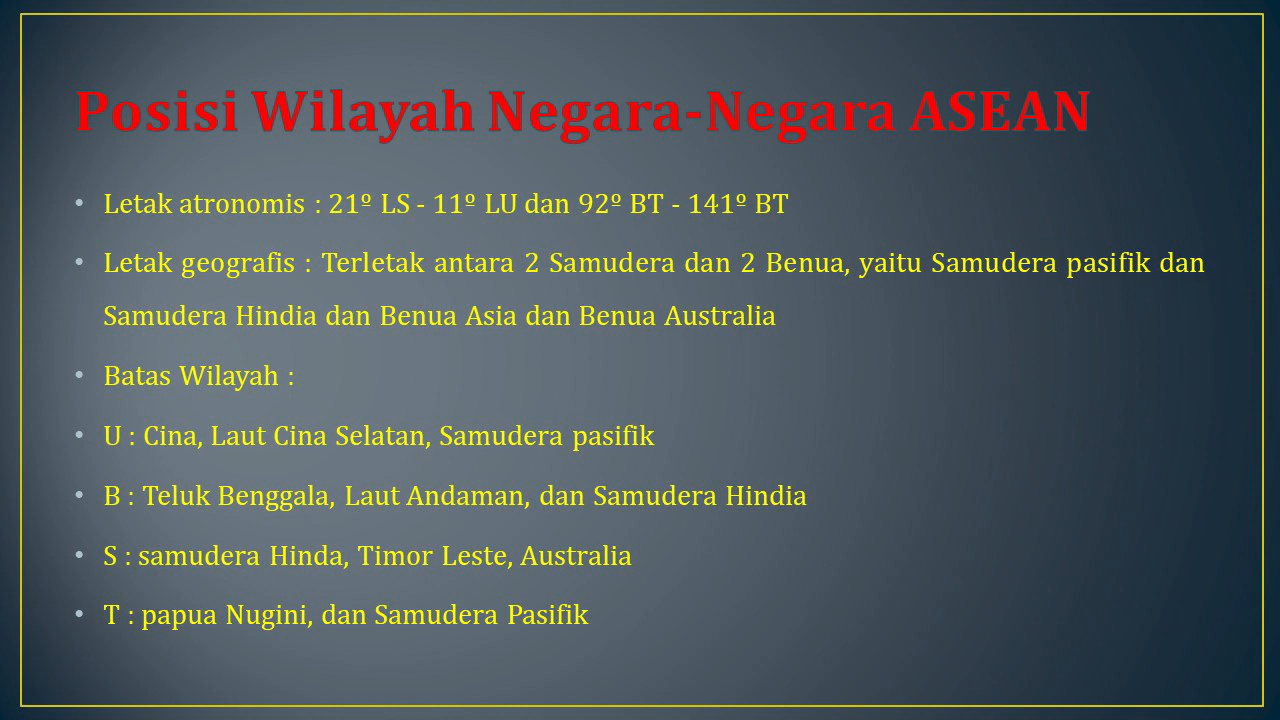 Posisi Wilayah Negara-Negara ASEAN
• Letak atronomis : 21º LS - 11º LU dan 92º BT - 141º BT
• Letak geografis : Terletak antara 2 Samudera dan 2 Benua, yaitu Samudera pasifik dan
Samudera Hindia dan Benua Asia dan Benua Australia
• Batas Wilayah :
• U : Cina, Laut Cina Selatan, Samudera pasifik
• B : Teluk Benggala, Laut Andaman, dan Samudera Hindia
• S : samudera Hinda, Timor Leste, Australia
• T : papua Nugini, dan Samudera Pasifik